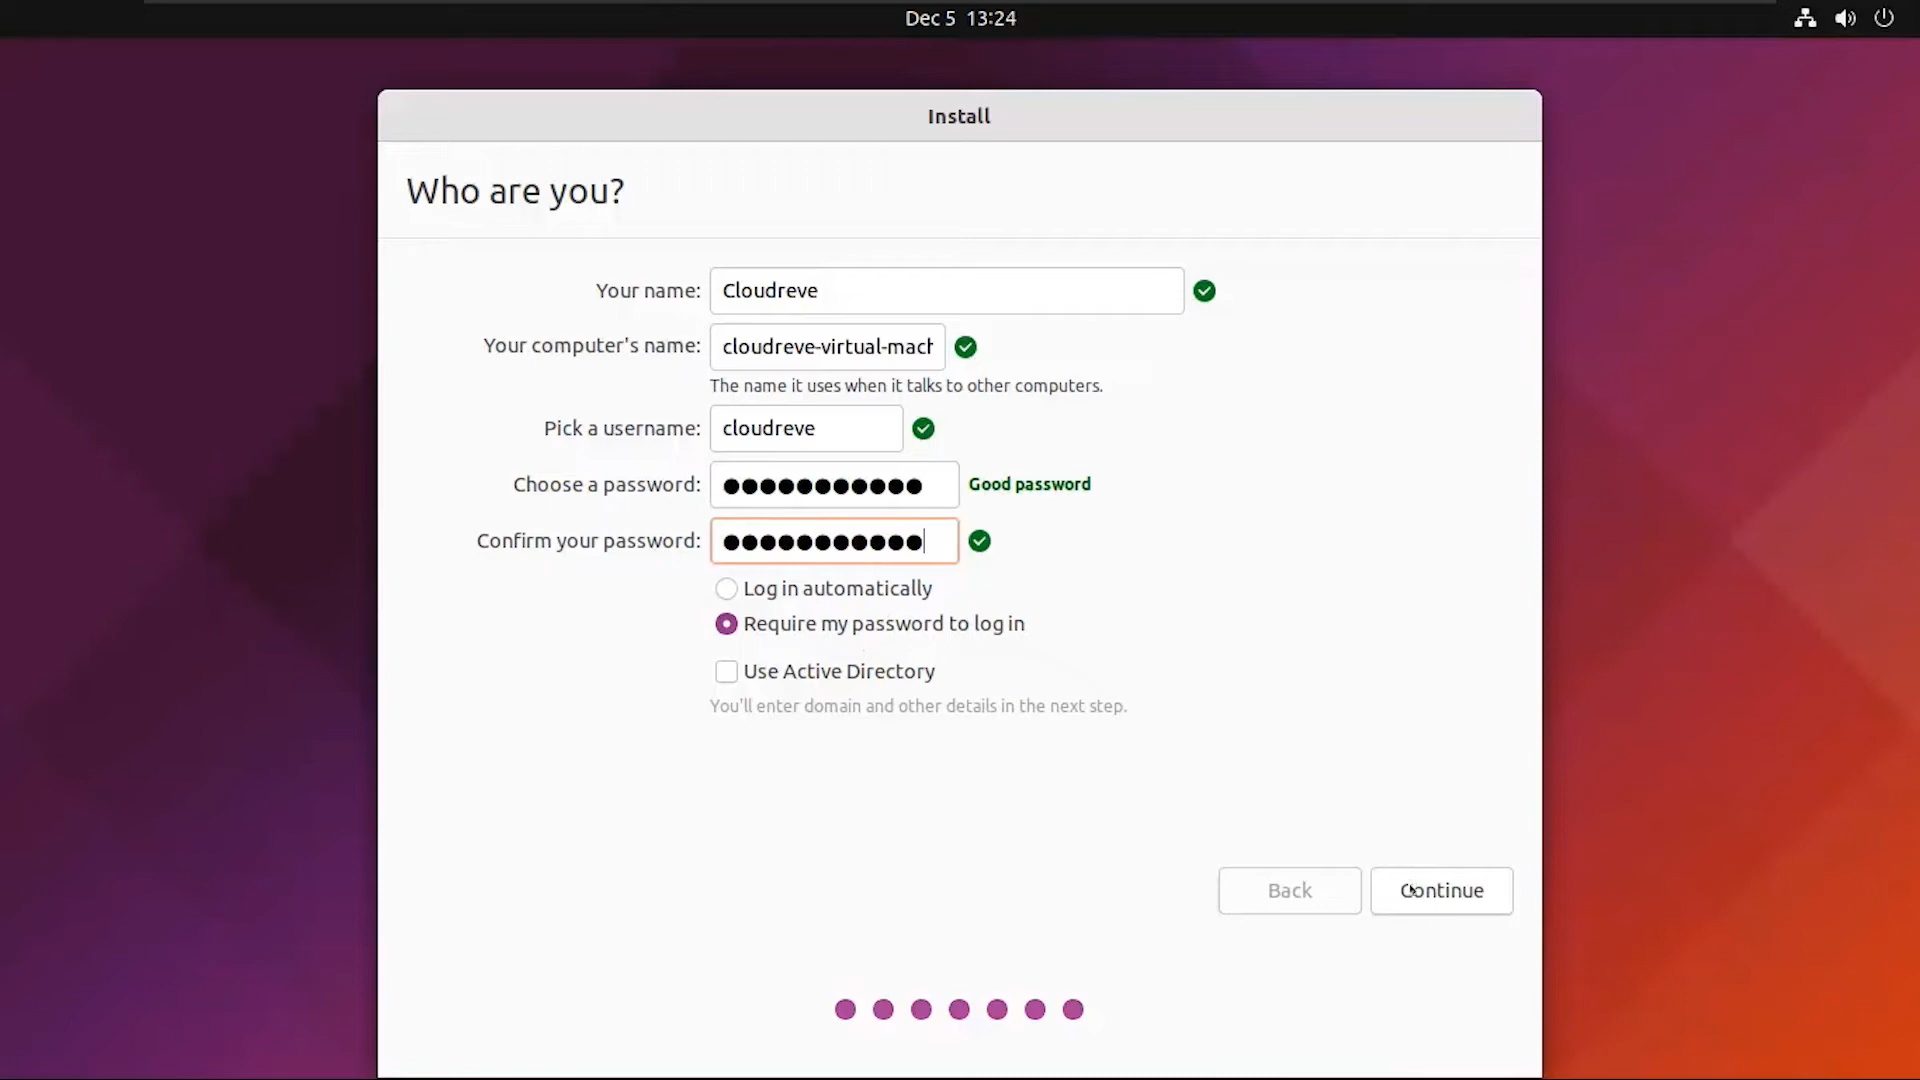 Dec 5 13:24
Install
Who are you?
Your name: Cloudreve
Your computer's name: cloudreve-virtual-mach
The name it uses when it talks to other computers.
Pick a username: cloudreve
Choose a password: ●●●●●●●●●●● Good password
Confirm your password: ●●●●●●●●●●●
Log in automatically
Require my password to log in
Use Active Directory
You'll enter domain and other details in the next step.
Back Continue